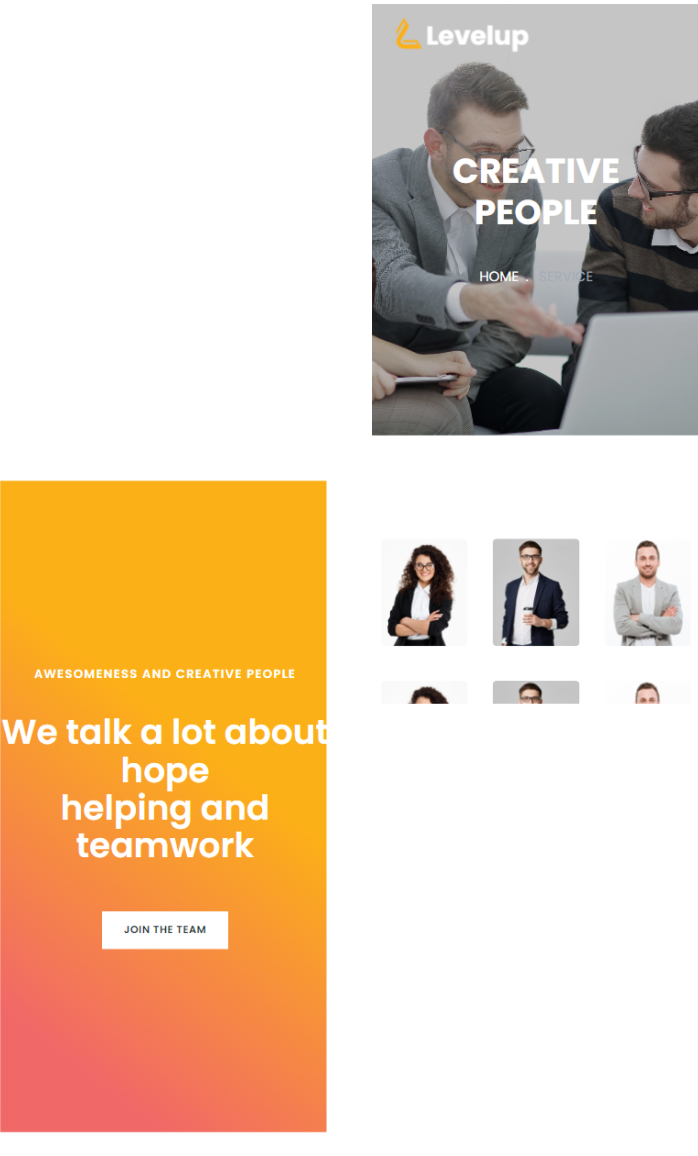 Levelup
CREATIVE
PEOPLE
HOME . SERVICE
AWESOMENESS AND CREATIVE PEOPLE
We talk a lot about
hope
helping and
teamwork
JOIN THE TEAM